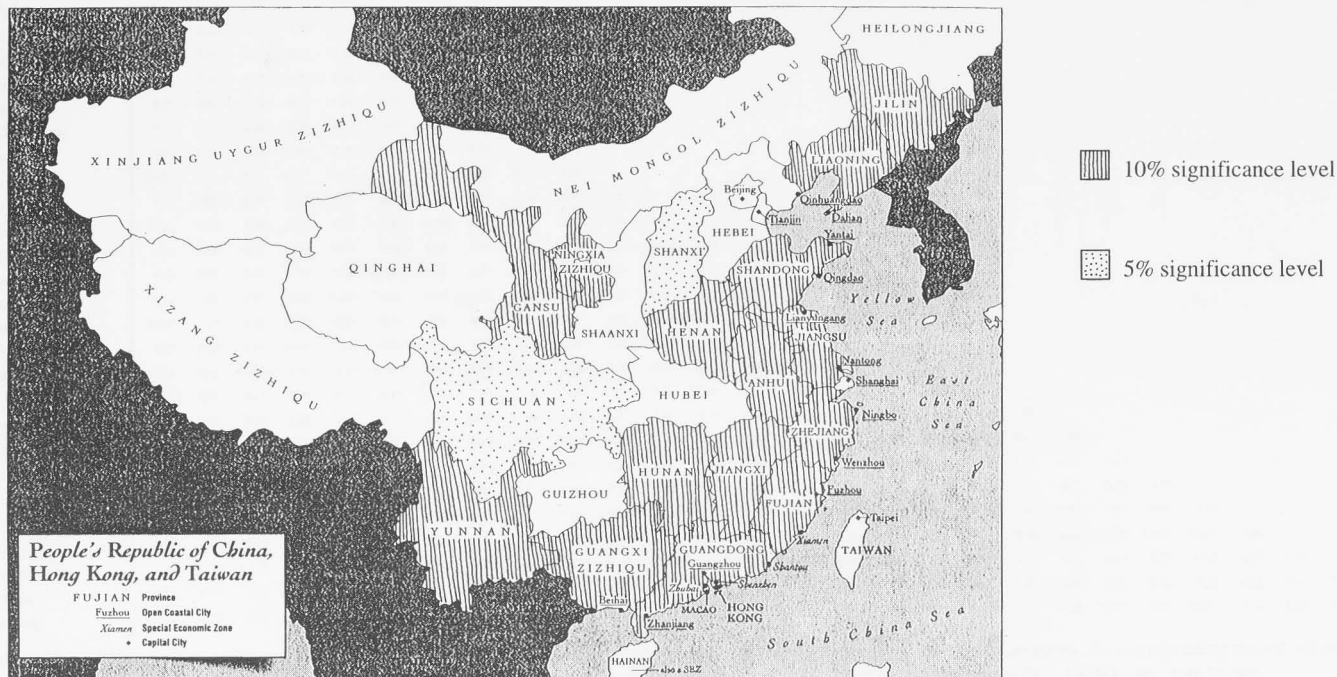 HEILONGJIANG
JILIN
XINJIANG UYGUR ZIZHIQU
NEI MONGOL ZIZHIQU
LIAONING
10% significance level
Beijing
Qinhuangdao
Tianjin
Dalian
HEBEI
Yantai
SHANXI
NINGXIA
ZIZHIQU
QINGHAI
SHANDONG
Qingdao
5% significance level
Yellow
Sea
GANSU
Lianyungang
XIZANG ZIZHIQU
SHAANXI
HENAN
JIANGSU
Nantong
Shanghai
East
China
Sea
ANHUI
SICHUAN
HUBEI
Ningbo
ZHEJIANG
Wenzhou
HUNAN
JIANGXI
GUIZHOU
Fuzhou
FUJIAN
Taipei
YUNNAN
Xiamen
TAIWAN
GUANGXI
ZIZHIQU
GUANGDONG
Guangzhou
Shantou
Shenzhen
Zhuhai
Beihai
MACAO
HONG
KONG
Zhanjiang
South China Sea
HAINAN
also a SEZ
People's Republic of China,
Hong Kong, and Taiwan
FUJIAN Province
Fuzhou Open Coastal City
Xiamen Special Economic Zone
Capital City